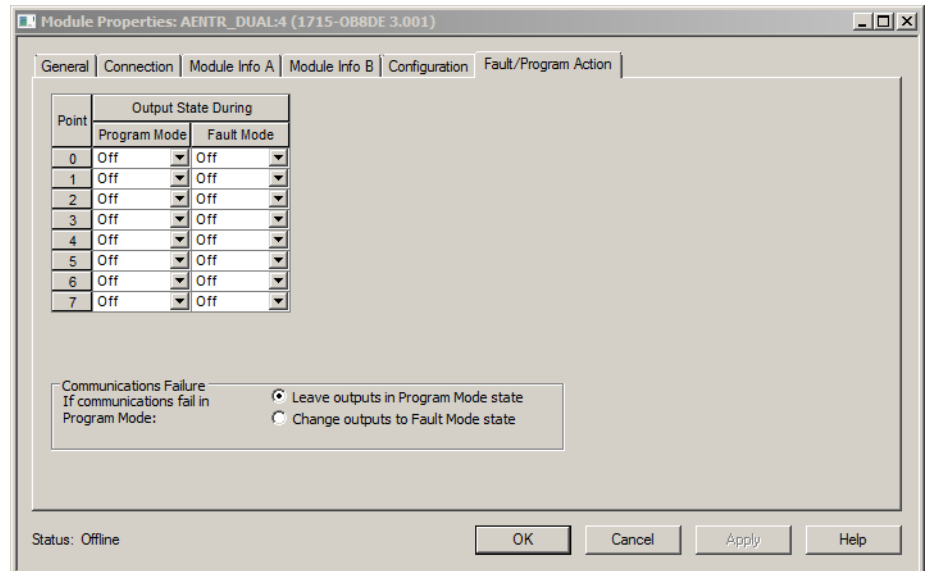 Module Properties: AENTR_DUAL:4 (1715-OB8DE 3.001)
General Connection Module Info A Module Info B Configuration Fault/Program Action
Point Output State During
Program Mode Fault Mode
0 Off Off
1 Off Off
2 Off Off
3 Off Off
4 Off Off
5 Off Off
6 Off Off
7 Off Off
Communications Failure
If communications fail in
Program Mode:
Leave outputs in Program Mode state
Change outputs to Fault Mode state
Status: Offline
OK Cancel Apply Help